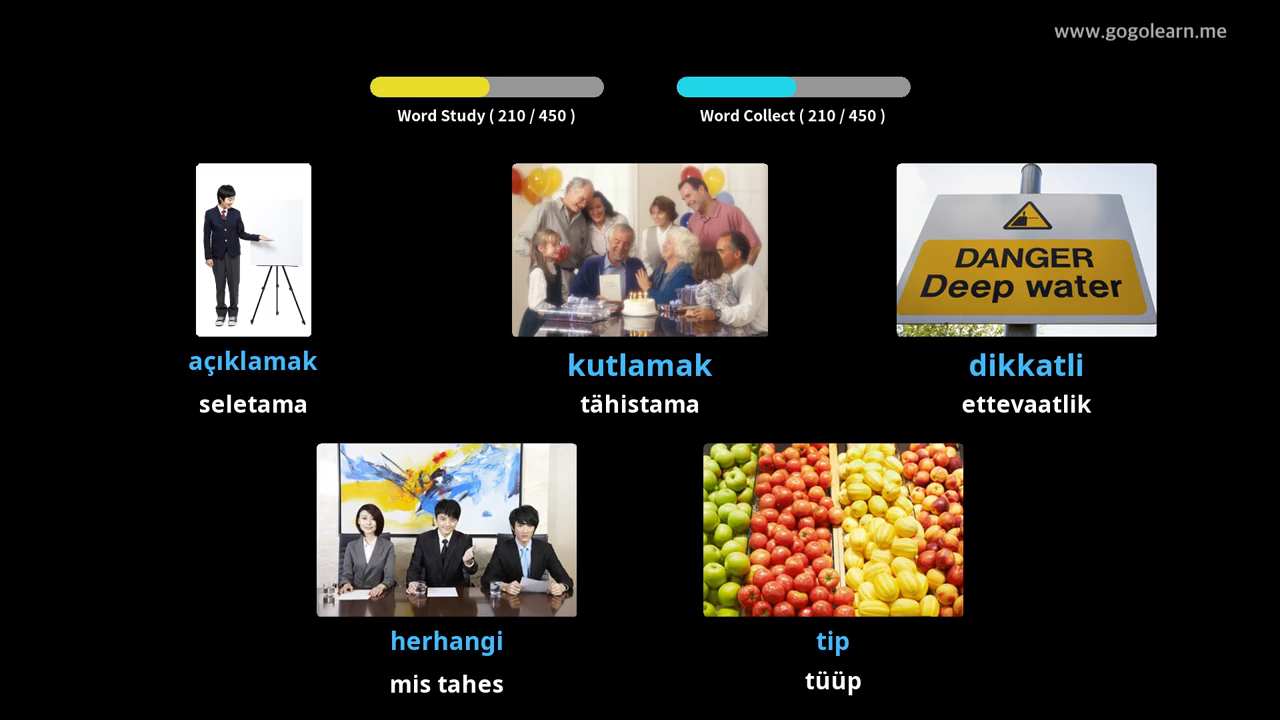 www.gogolearn.me
Word Study ( 210 / 450 )
Word Collect ( 210 / 450 )
DANGER
Deep water
açıklamak
kutlamak
dikkatli
seletama
tähistama
ettevaatlik
herhangi
tip
mis tahes
tüüp